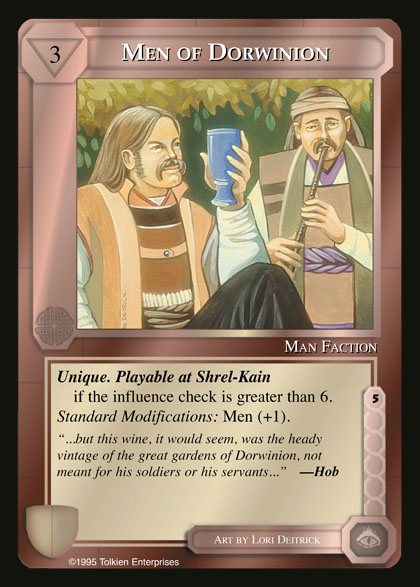 3
MEN OF DORWINION
MAN FACTION
Unique. Playable at Shrel-Kain
if the influence check is greater than 6.
Standard Modifications: Men (+1).
5
“...but this wine, it would seem, was the heady
vintage of the great gardens of Dorwinion, not
meant for his soldiers or his servants...” —Hob
ART BY LORI DEITRICK
©1995 Tolkien Enterprises